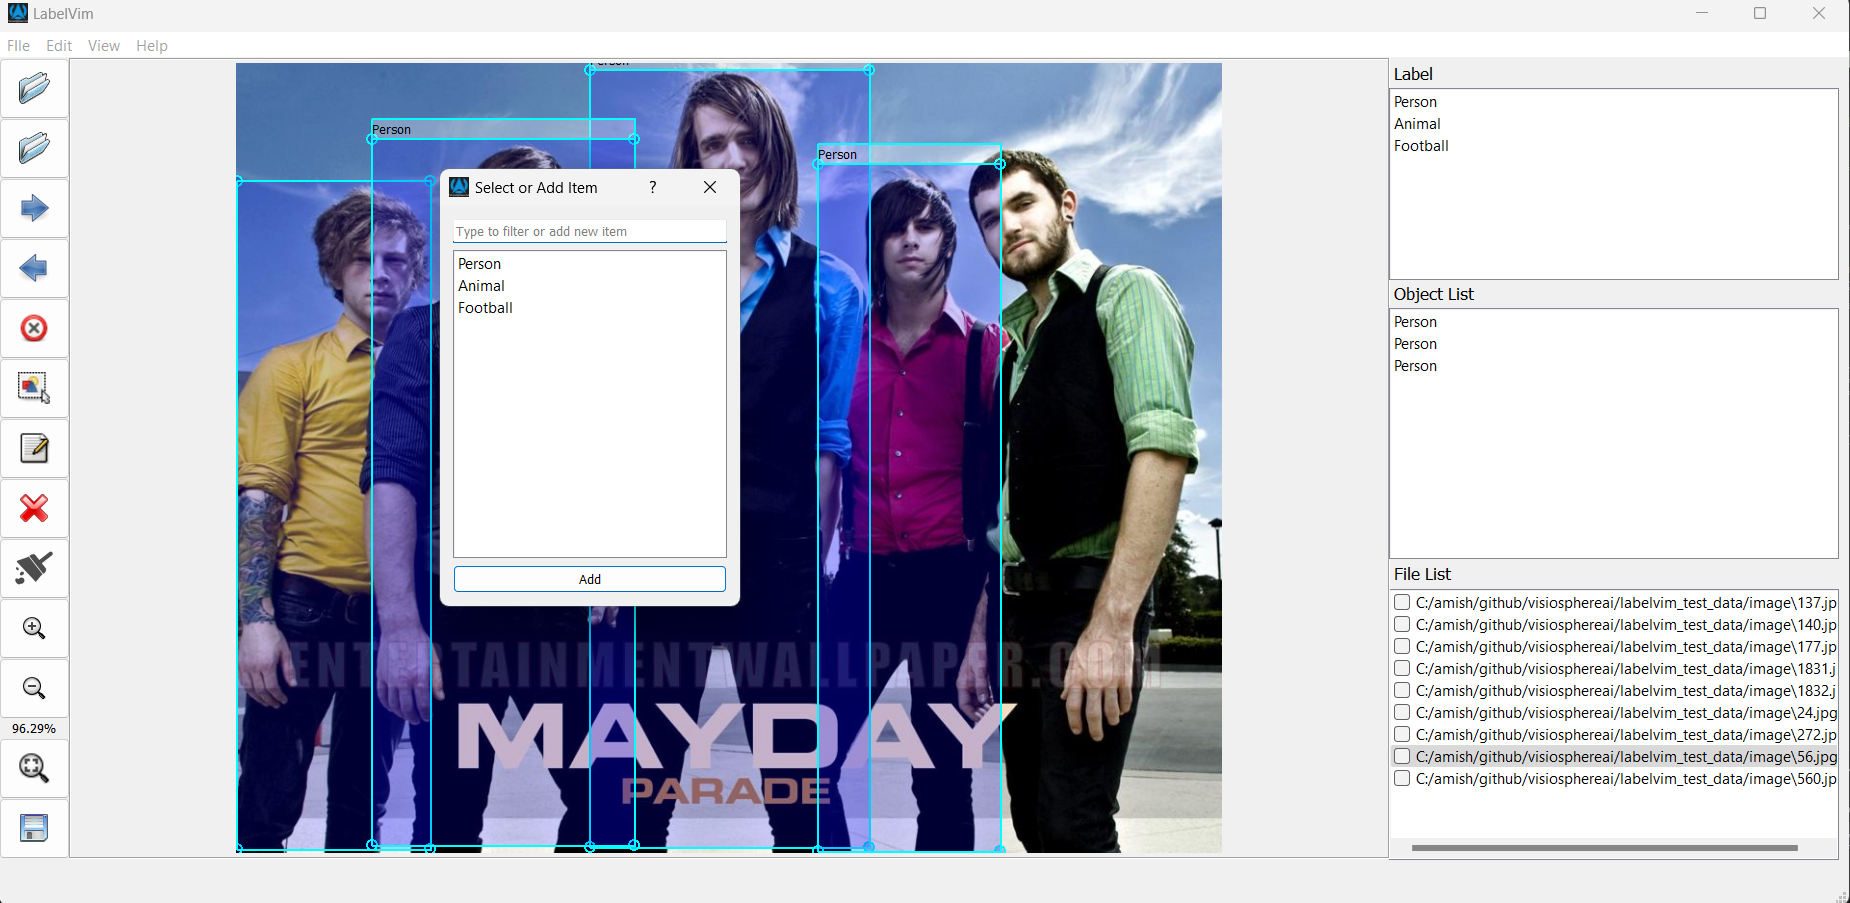 LabelVim
FIle Edit View Help
Person
Person
Person
Select or Add Item ?
Type to filter or add new item
Person
Animal
Football
Add
ENTERTAINMENTWALLPAPER.COM
MAYDAY
PARADE
96.29%
Label
Person
Animal
Football
Object List
Person
Person
Person
File List
C:/amish/github/visiosphereai/labelvim_test_data/image\137.jp
C:/amish/github/visiosphereai/labelvim_test_data/image\140.jp
C:/amish/github/visiosphereai/labelvim_test_data/image\177.jp
C:/amish/github/visiosphereai/labelvim_test_data/image\1831.j
C:/amish/github/visiosphereai/labelvim_test_data/image\1832.j
C:/amish/github/visiosphereai/labelvim_test_data/image\24.jpg
C:/amish/github/visiosphereai/labelvim_test_data/image\272.jp
C:/amish/github/visiosphereai/labelvim_test_data/image\56.jpg
C:/amish/github/visiosphereai/labelvim_test_data/image\560.jp